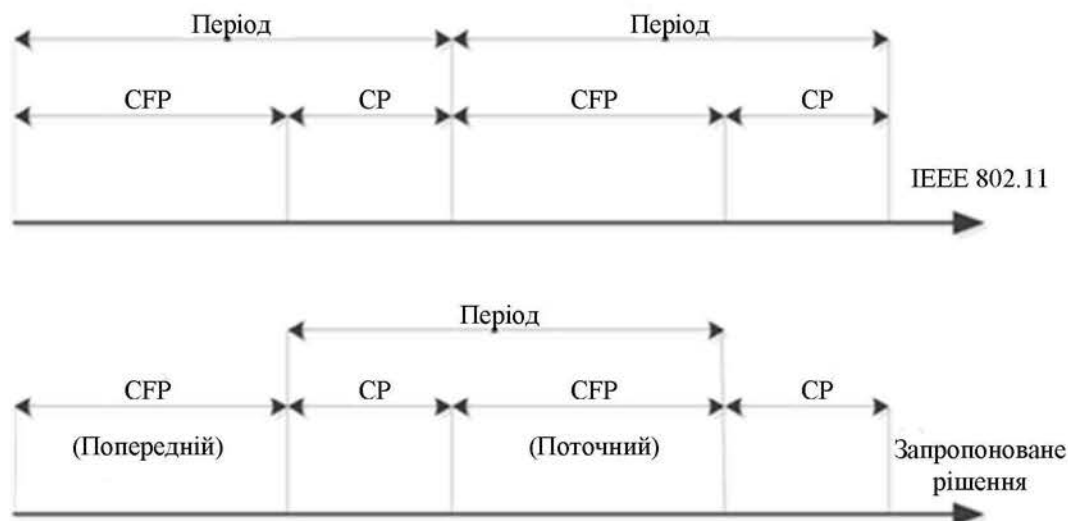 Період Період
CFP CP CFP CP
IEEE 802.11
Період
CFP CP CFP CP
(Попередній) (Поточний) Запропоноване
рішення